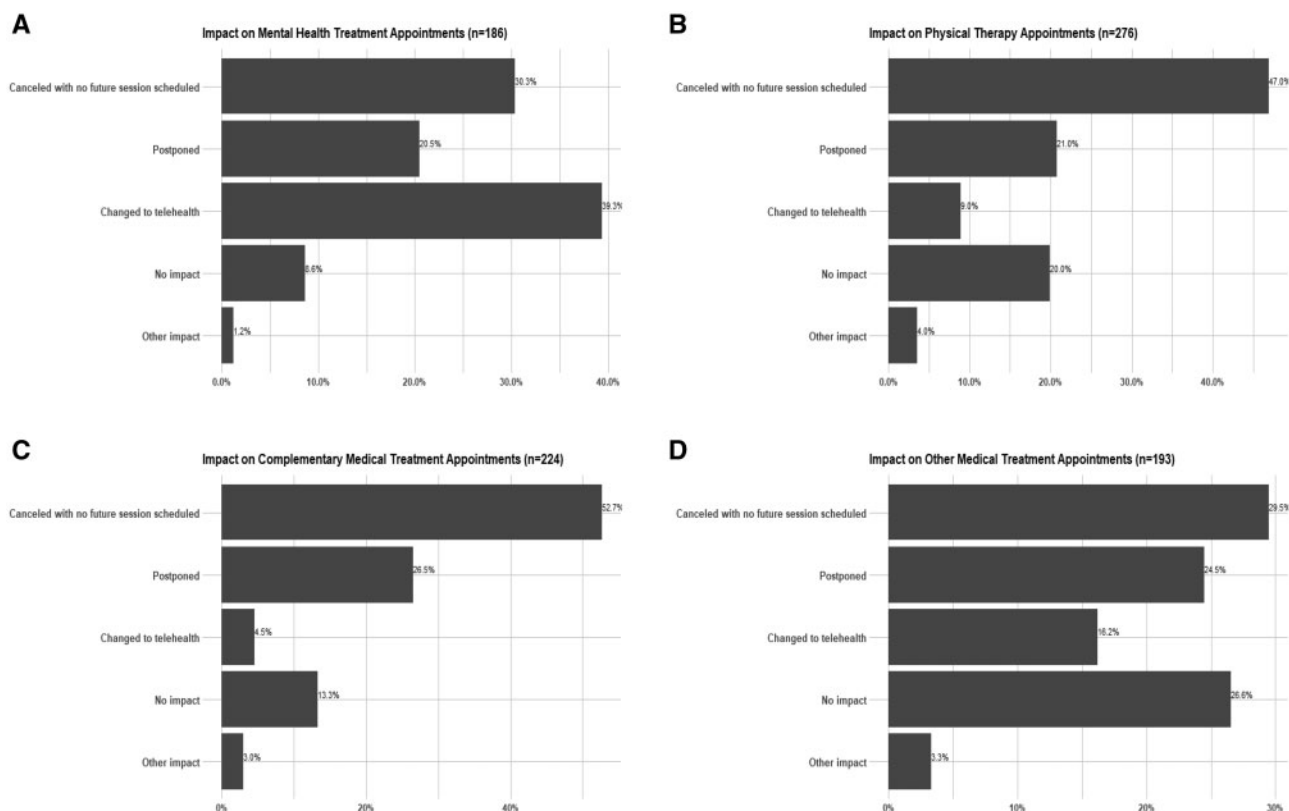 A
Impact on Mental Health Treatment Appointments (n=186)
Canceled with no future session scheduled
30.3%
Postponed
20.5%
Changed to telehealth
39.3%
No impact
8.6%
Other impact
1.2%
0.0% 10.0% 20.0% 30.0% 40.0%
B
Impact on Physical Therapy Appointments (n=276)
Canceled with no future session scheduled
47.0%
Postponed
21.0%
Changed to telehealth
9.0%
No impact
20.0%
Other impact
4.0%
0.0% 10.0% 20.0% 30.0% 40.0%
C
Impact on Complementary Medical Treatment Appointments (n=224)
Canceled with no future session scheduled
52.7%
Postponed
26.5%
Changed to telehealth
4.5%
No impact
13.3%
Other impact
3.0%
0% 20% 40%
D
Impact on Other Medical Treatment Appointments (n=193)
Canceled with no future session scheduled
29.5%
Postponed
24.5%
Changed to telehealth
16.2%
No impact
26.6%
Other impact
3.3%
0% 10% 20% 30%